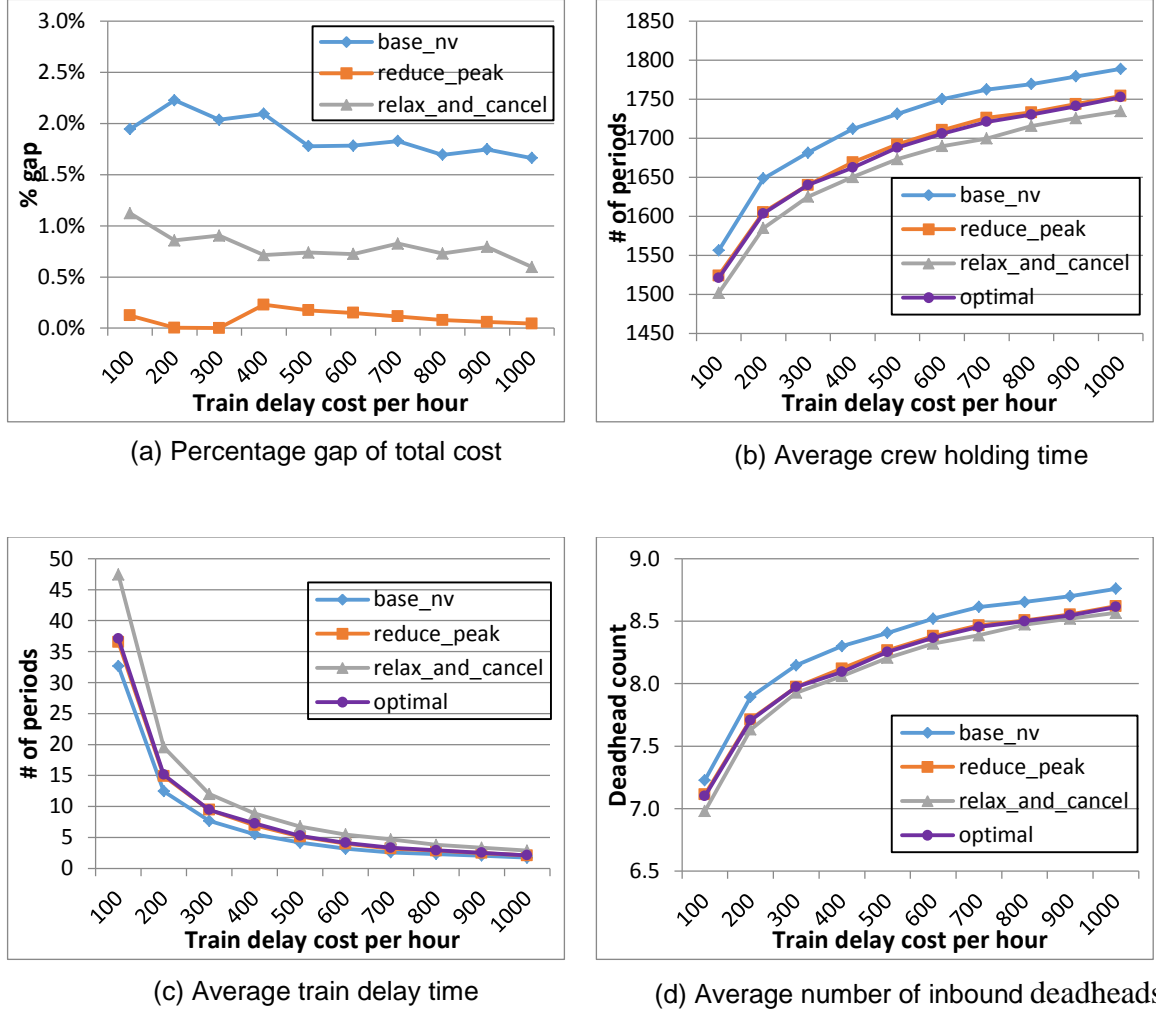 3.0%
2.5%
2.0%
1.5%
1.0%
0.5%
0.0%
% gap
base_nv
reduce_peak
relax_and_cancel
100 200 300 400 500 600 700 800 900 1000
Train delay cost per hour
(a) Percentage gap of total cost
1850
1800
1750
1700
1650
1600
1550
1500
1450
# of periods
base_nv
reduce_peak
relax_and_cancel
optimal
100 200 300 400 500 600 700 800 900 1000
Train delay cost per hour
(b) Average crew holding time
50
45
40
35
30
25
20
15
10
5
0
# of periods
base_nv
reduce_peak
relax_and_cancel
optimal
100 200 300 400 500 600 700 800 900 1000
Train delay cost per hour
(c) Average train delay time
9.0
8.5
8.0
7.5
7.0
6.5
Deadhead count
base_nv
reduce_peak
relax_and_cancel
optimal
100 200 300 400 500 600 700 800 900 1000
Train delay cost per hour
(d) Average number of inbound deadheads